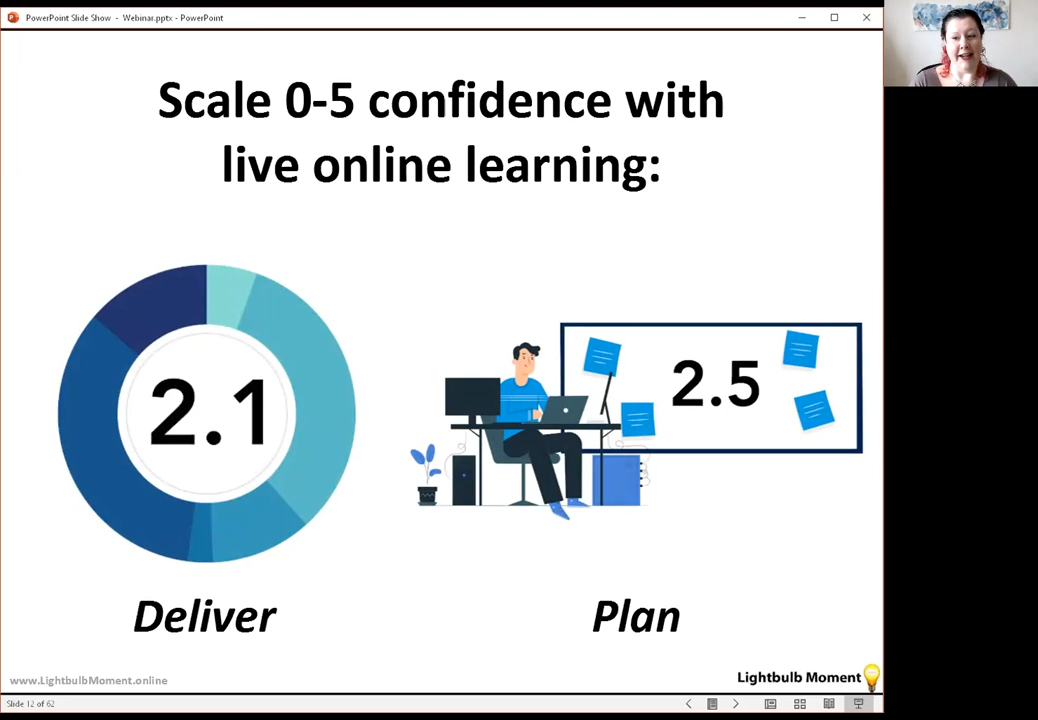 PowerPoint Slide Show - Webinar.pptx - PowerPoint
Scale 0-5 confidence with
live online learning:
2.1
2.5
Deliver
Plan
www.LightbulbMoment.online
Lightbulb Moment
Slide 12 of 62